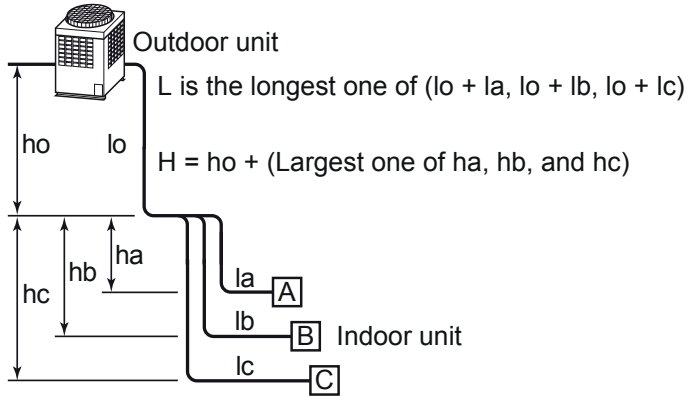 Outdoor unit
L is the longest one of (lo + la, lo + lb, lo + lc)
ho
lo
H = ho + (Largest one of ha, hb, and hc)
ha
hb
hc
la
A
lb
B
Indoor unit
lc
C